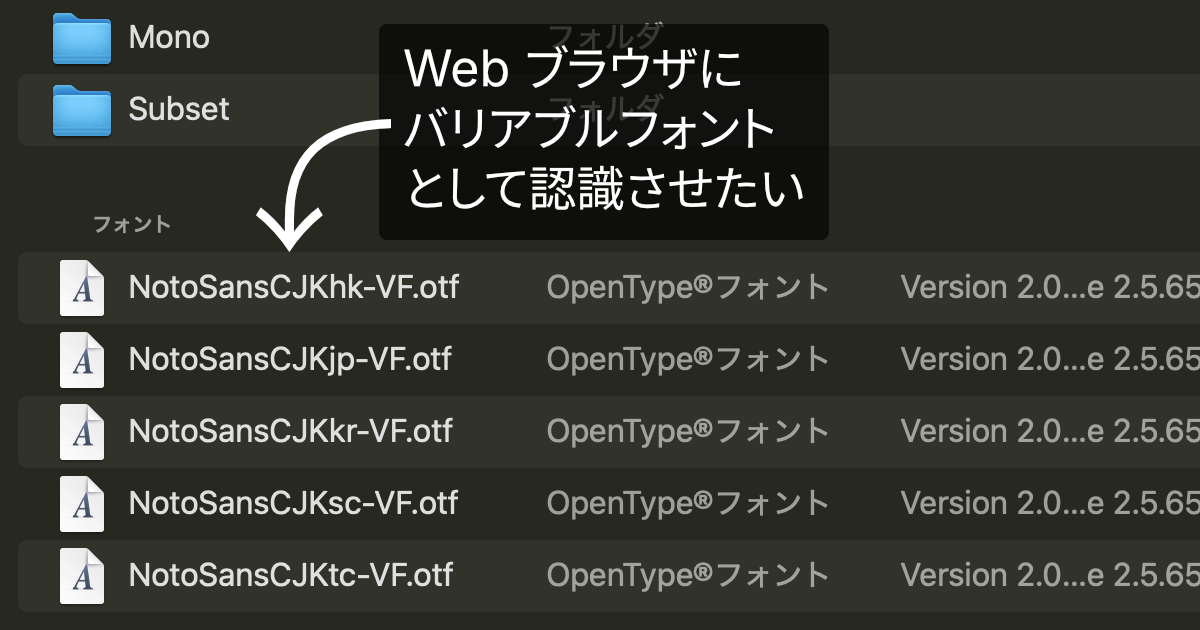 Mono
フォルダ
Subset
フォルダ
Web ブラウザに
バリアブルフォント
として認識させたい
フォント
NotoSansCJKhk-VF.otf OpenType®フォント Version 2.0...e 2.5.65
NotoSansCJKjp-VF.otf OpenType®フォント Version 2.0...e 2.5.65
NotoSansCJKkr-VF.otf OpenType®フォント Version 2.0...e 2.5.65
NotoSansCJKsc-VF.otf OpenType®フォント Version 2.0...e 2.5.65
NotoSansCJKtc-VF.otf OpenType®フォント Version 2.0...e 2.5.65